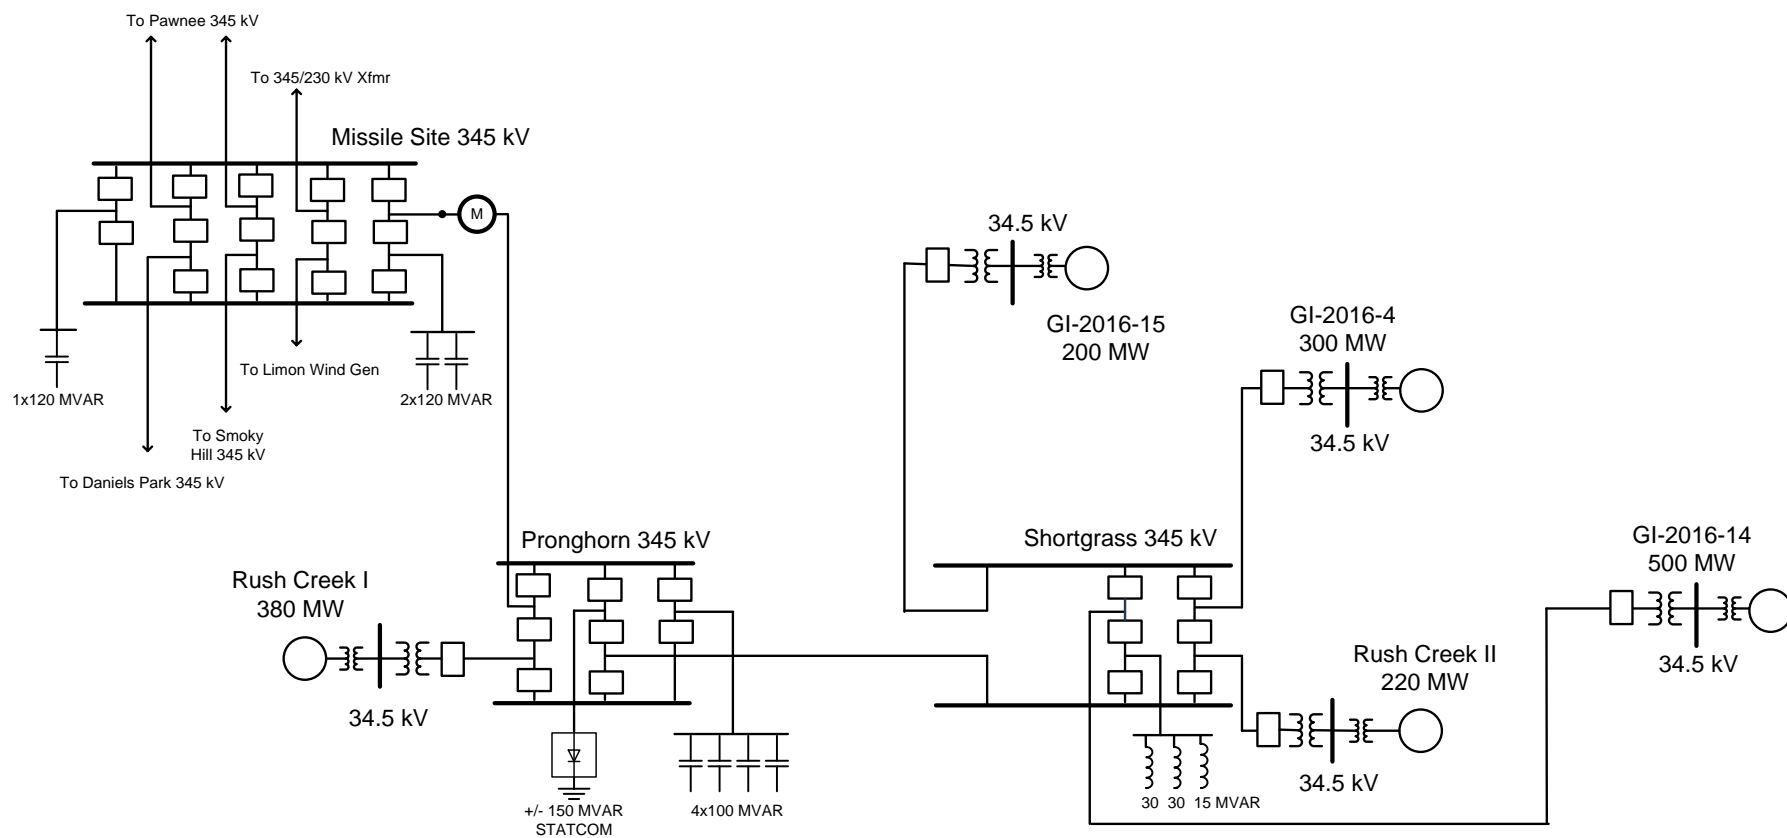 To Pawnee 345 kV
To 345/230 kV Xfmr
Missile Site 345 kV
M
1x120 MVAR
To Limon Wind Gen
2x120 MVAR
To Smoky
Hill 345 kV
To Daniels Park 345 kV
34.5 kV
GI-2016-15
200 MW
GI-2016-4
300 MW
34.5 kV
Pronghorn 345 kV
Rush Creek I
380 MW
34.5 kV
+/- 150 MVAR
STATCOM
4x100 MVAR
Shortgrass 345 kV
30 30 15 MVAR
Rush Creek II
220 MW
34.5 kV
GI-2016-14
500 MW
34.5 kV